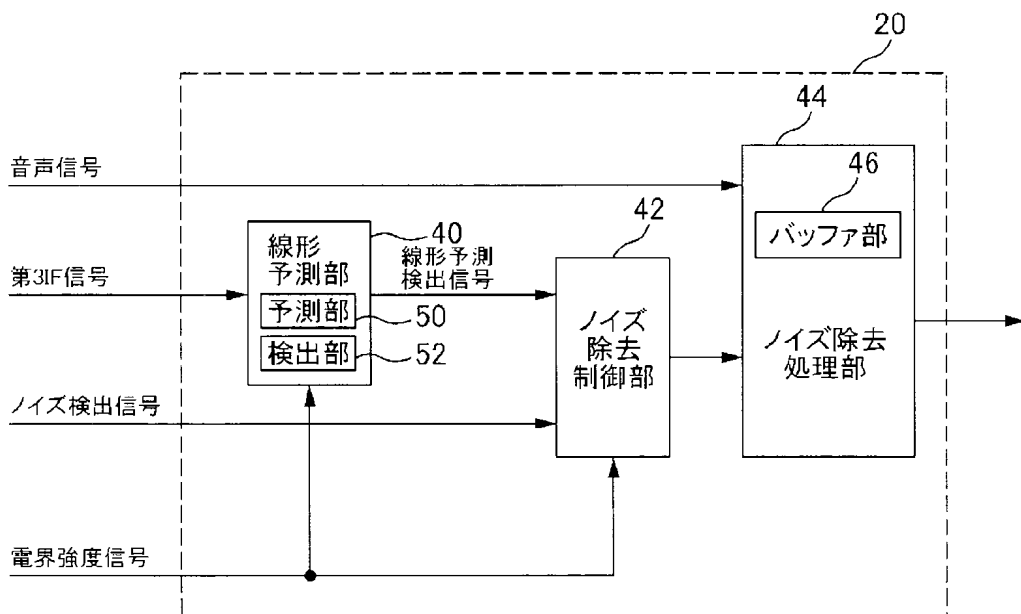 20
44
音声信号
46
バッファ部
42
40
線形
予測部
線形予測
検出信号
第3IF信号
予測部
50
検出部
52
ノイズ
除去
制御部
ノイズ除去
処理部
ノイズ検出信号
電界強度信号